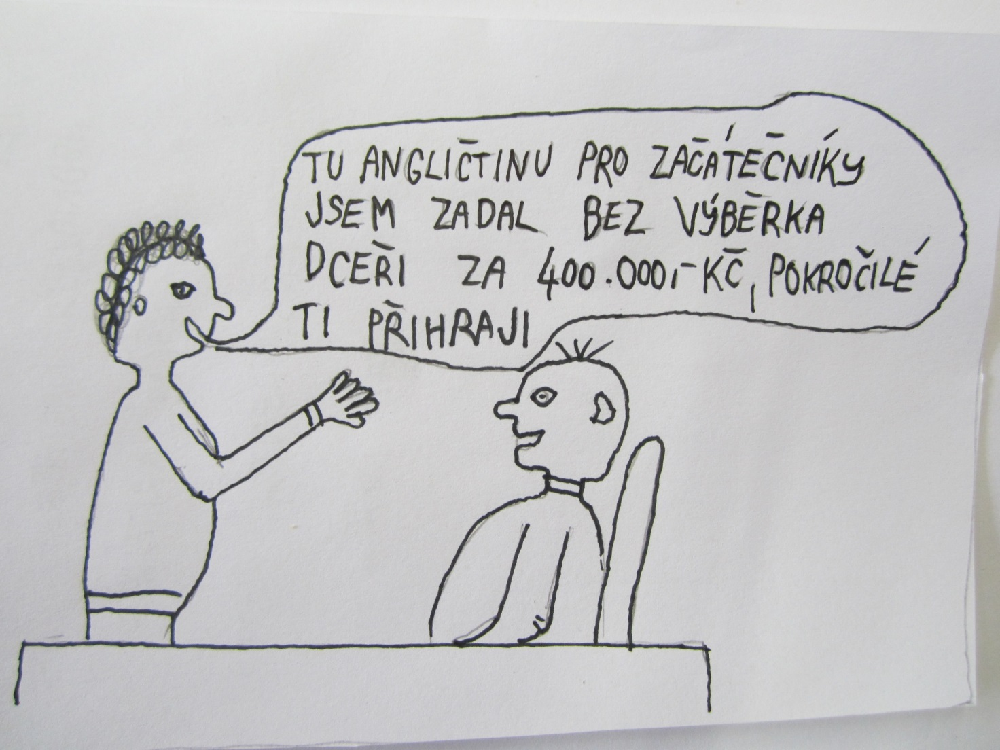 TU ANGLIČTINU PRO ZAČÁTEČNÍKY
JSEM ZADAL BEZ VÝBĚRKA
DCEŘI ZA 400.000,- KČ, POKROČILÉ
TI PŘIHRAJI